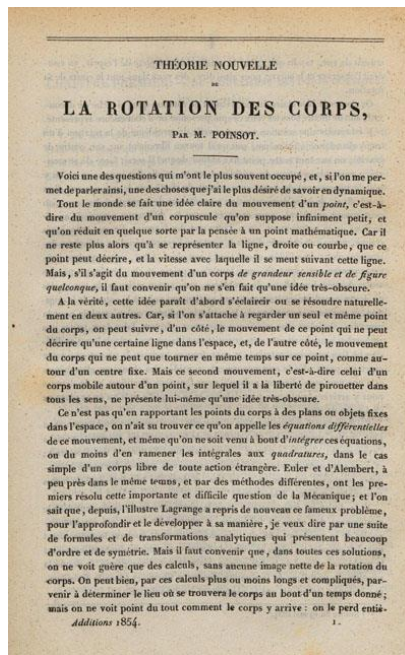 THÉORIE NOUVELLE
DE
LA ROTATION DES CORPS,
PAR M. POINSOT.
Voici une des questions qui m'ont le plus souvent occupé, et, si l'on me per-
met de parler ainsi, une des choses que j'ai le plus désiré de savoir en dynamique.
Tout le monde se fait une idée claire du mouvement d'un point, c'est-à-
dire du mouvement d'un corpuscule qu'on suppose infiniment petit, et
qu'on réduit en quelque sorte par la pensée à un point mathématique. Car il
ne reste plus alors qu'à se représenter la ligne, droite ou courbe, que ce
point peut décrire, et la vitesse avec laquelle il se meut suivant cette ligne.
Mais, s'il s'agit du mouvement d'un corps de grandeur sensible et de figure
quelconque, il faut convenir qu'on ne s'en fait qu'une idée très-obscure.
A la vérité, cette idée paraît d'abord s'éclaircir ou se résoudre naturelle-
ment en deux autres. Car, si l'on s'attache à regarder un seul et même point
du corps, on peut suivre, d'un côté, le mouvement de ce point qui ne peut
décrire qu'une certaine ligne dans l'espace, et, de l'autre côté, le mouvement
du corps qui ne peut que tourner en même temps sur ce point, comme au-
tour d'un centre fixe. Mais ce second mouvement, c'est-à-dire celui d'un
corps mobile autour d'un point, sur lequel il a la liberté de pirouetter dans
tous les sens, ne présente lui-même qu'une idée très-obscure.
Ce n'est pas qu'en rapportant les points du corps à des plans ou objets fixes
dans l'espace, on n'ait su trouver ce qu'on appelle les équations différentielles
de ce mouvement, et même qu'on ne soit venu à bout d'intégrer ces équations,
ou du moins d'en ramener les intégrales aux quadratures, dans le cas
simple d'un corps libre de toute action étrangère. Euler et d'Alembert, à
peu près dans le même temps, et par des méthodes différentes, ont les pre-
miers résolu cette importante et difficile question de la Mécanique; et l'on
sait que, depuis, l'illustre Lagrange a repris de nouveau ce fameux problème,
pour l'approfondir et le développer à sa manière, je veux dire par une suite
de formules et de transformations analytiques qui présentent beaucoup
d'ordre et de symétrie. Mais il faut convenir que, dans toutes ces solutions,
on ne voit guère que des calculs, sans aucune image nette de la rotation du
corps. On peut bien, par ces calculs plus ou moins longs et compliqués, par-
venir à déterminer le lieu où se trouvera le corps au bout d'un temps donné;
mais on ne voit point du tout comment le corps y arrive : on le perd entiè-
Additions 1854. 1.